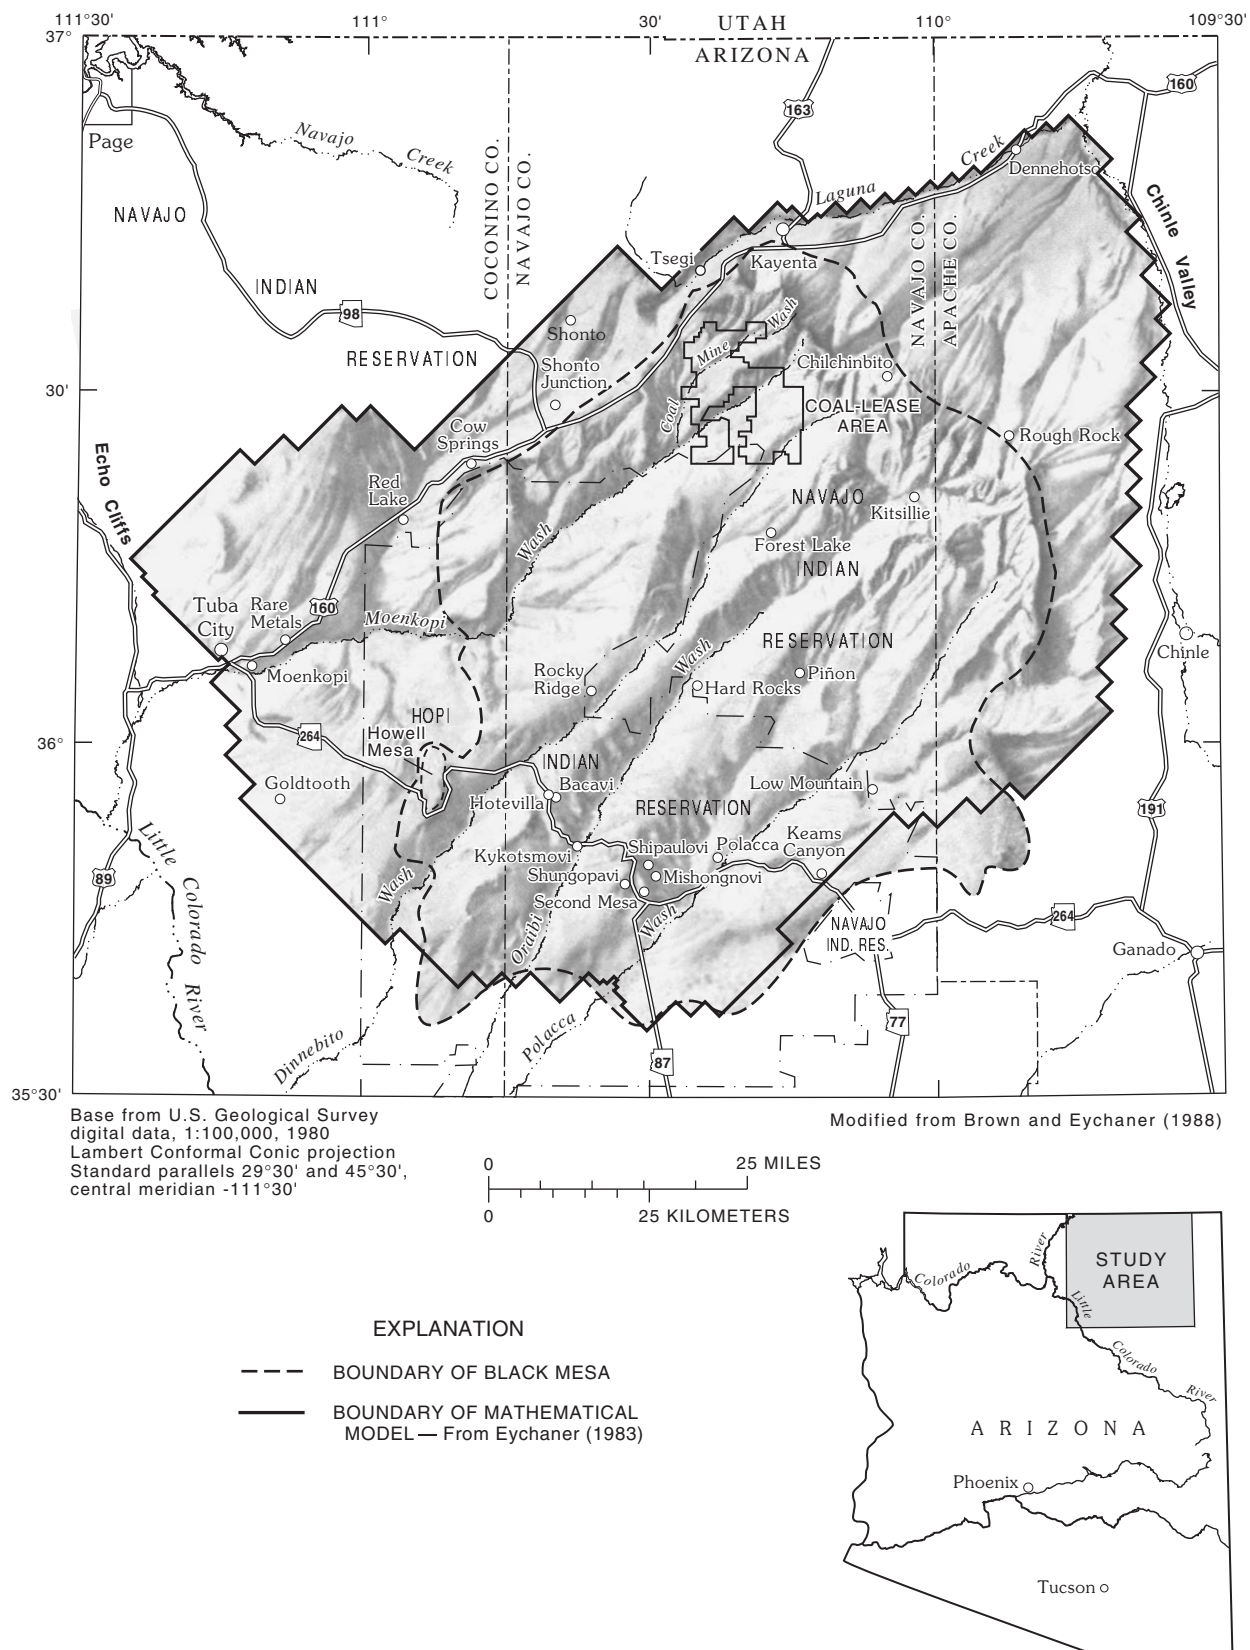 111°30'
111°
30'
UTAH
110°
109°30'
37°
ARIZONA
160
163
Page
Navajo
Creek
COCONINO CO.
NAVAJO CO.
Creek
Dennehotso
Laguna
NAVAJO
Chinle Valley
NAVAJO CO.
APACHE CO.
Tsegi
Kayenta
INDIAN
98
Wash
Shonto
Mine
RESERVATION
Shonto
Junction
Chilchinbito
30'
Coal
COAL-LEASE
AREA
Cow
Springs
Rough Rock
Echo Cliffs
Red
Lake
NAVAJO
Kitsillie
Wash
Forest Lake
INDIAN
Tuba
City
Rare
Metals
160
Moenkopi
RESERVATION
Chinle
Wash
Rocky
Ridge
Piñon
Moenkopi
Hard Rocks
HOPI
264
Howell
Mesa
36°
INDIAN
Goldtooth
Bacavi
Low Mountain
Hotevilla
RESERVATION
191
Little Colorado River
Keams
Canyon
Shipaulovi
Polacca
Kykotsmovi
89
Shungopavi
Mishongnovi
Wash
Second Mesa
Wash
264
NAVAJO
IND. RES.
Oraibi
Ganado
77
Polacca
Dinnebito
87
35°30'
Base from U.S. Geological Survey
digital data, 1:100,000, 1980
Lambert Conformal Conic projection
Standard parallels 29°30' and 45°30',
central meridian -111°30'
Modified from Brown and Eychaner (1988)
0
25 MILES
0
25 KILOMETERS
STUDY
AREA
River
Colorado
Little
Colorado
River
ARIZONA
Phoenix
Tucson
EXPLANATION
BOUNDARY OF BLACK MESA
BOUNDARY OF MATHEMATICAL
MODEL — From Eychaner (1983)